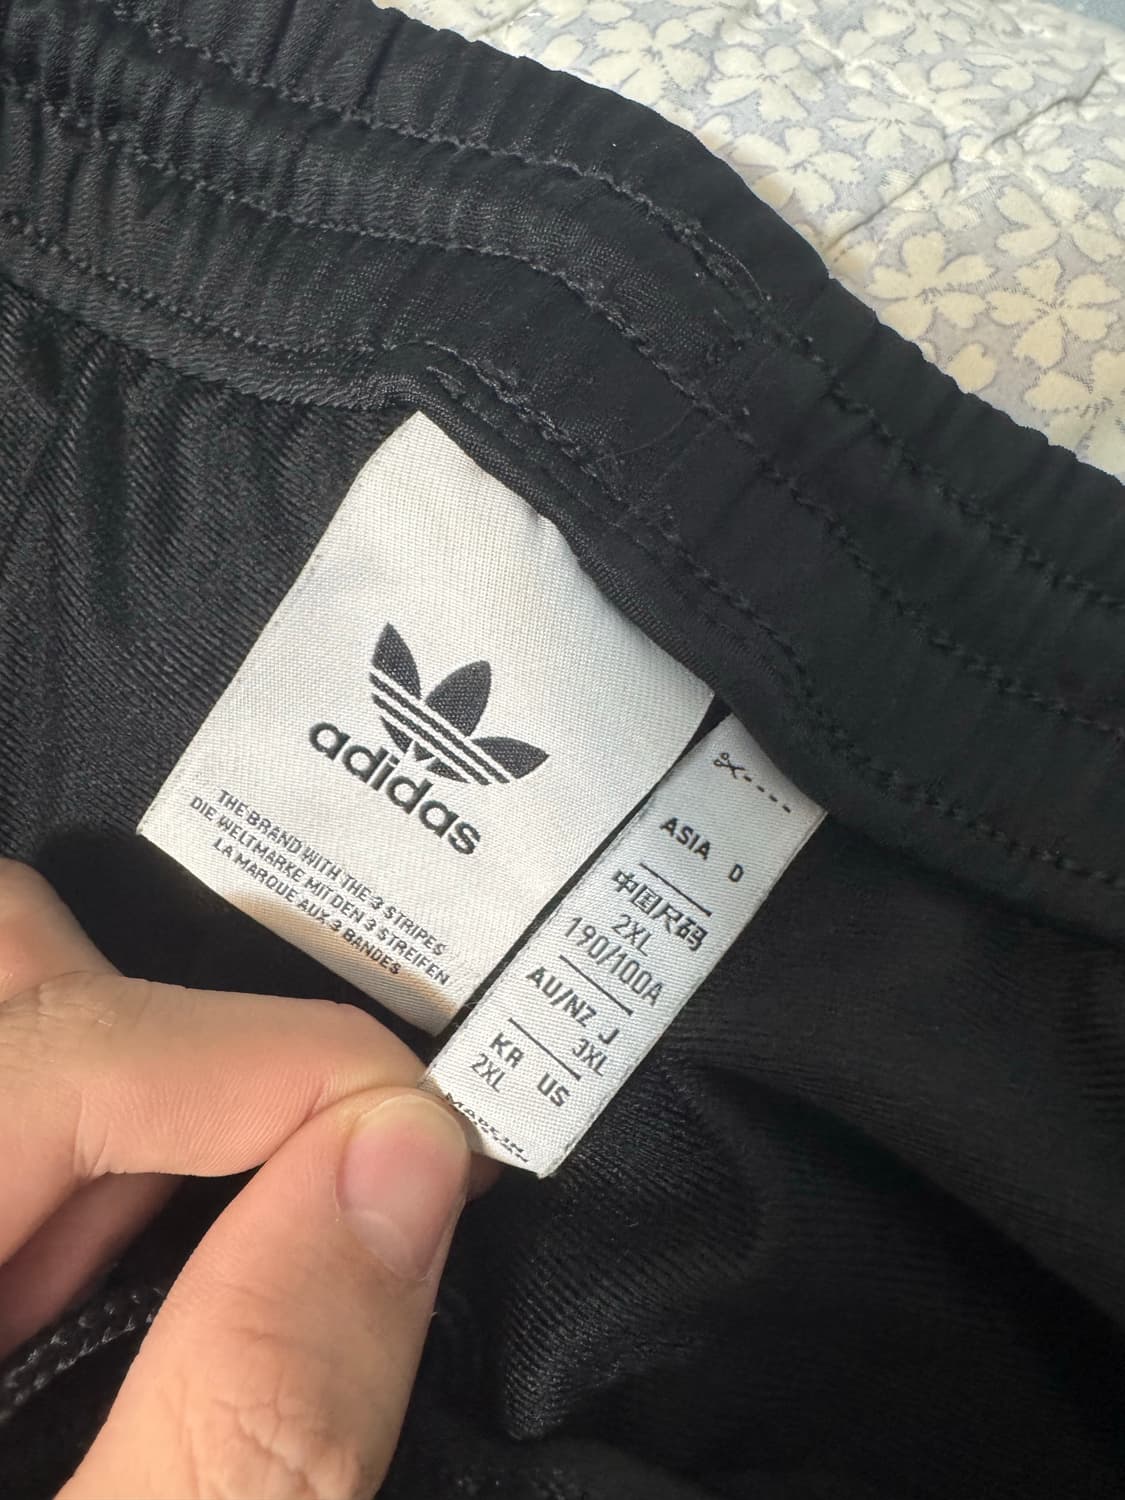 adidas
THE BRAND WITH THE 3 STRIPES
DIE WELTMARKE MIT DEN 3 STREIFEN
LA MARQUE AUX 3 BANDES
ASIA D
中国尺码
2XL
190/100A
AU/NZ J
3XL
KR US
2XL